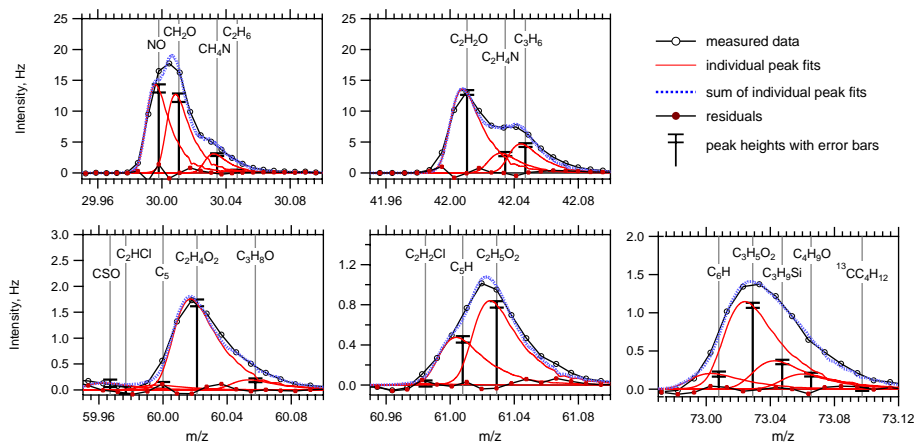 25
20
15
10
5
0
Intensity, Hz
NO
CH₂O
CH₄N
C₂H₆
29.96
30.00
30.04
30.08
25
20
15
10
5
0
C₂H₂O
C₂H₄N
C₃H₆
41.96
42.00
42.04
42.08
measured data
individual peak fits
sum of individual peak fits
residuals
peak heights with error bars
3.0
2.5
2.0
1.5
1.0
0.5
0.0
Intensity, Hz
CSO
C₂HCl
C₅
C₂H₄O₂
C₃H₈O
59.96
60.00
60.04
60.08
m/z
1.2
0.8
0.4
0.0
C₂H₂Cl
C₅H
C₂H₅O₂
60.96
61.00
61.04
61.08
m/z
2.0
1.5
1.0
0.5
0.0
C₆H
C₃H₅O₂
C₃H₉Si
C₄H₉O
¹³CC₄H₁₂
73.00
73.04
73.08
73.12
m/z